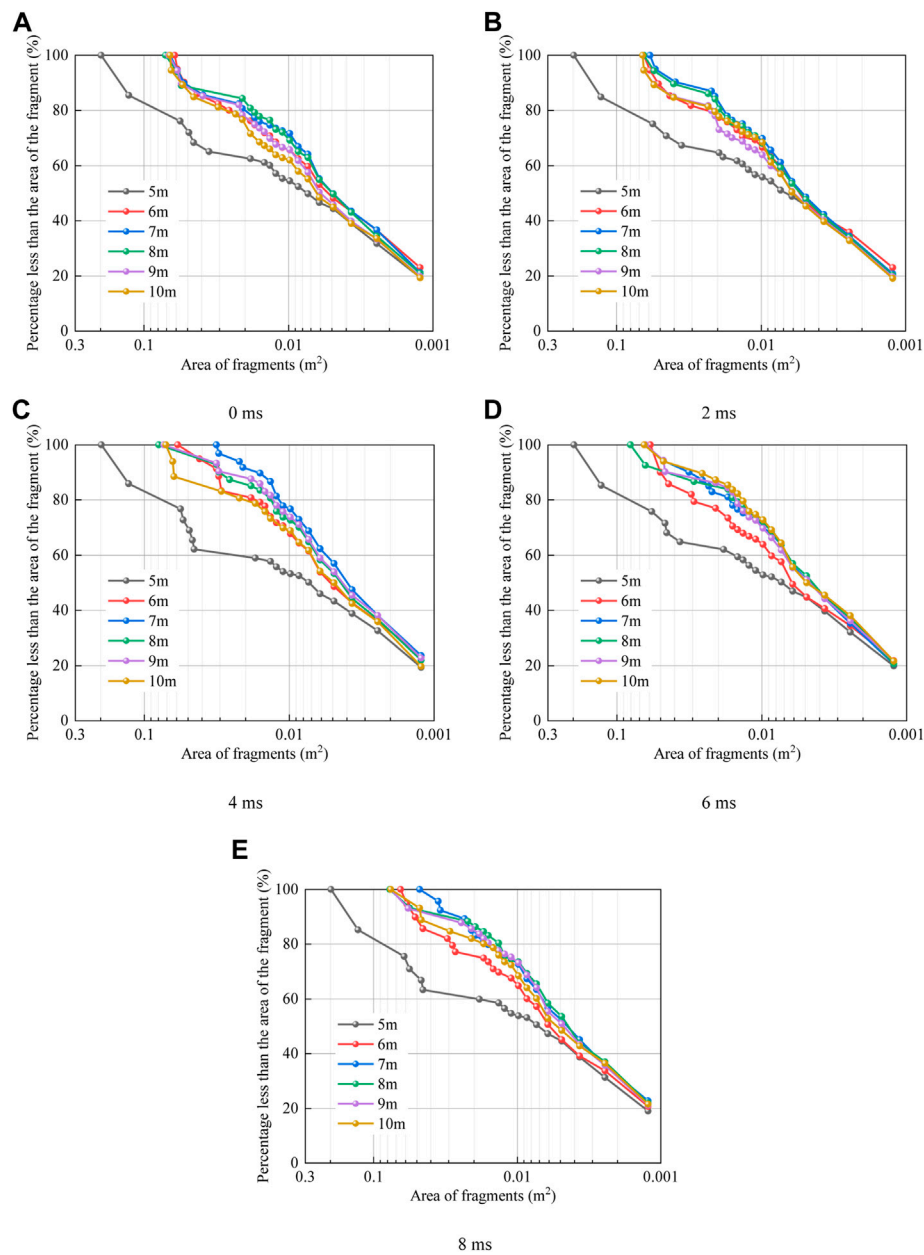 A
Percentage less than the area of the fragment (%)
100
80
60
40
20
0
5m
6m
7m
8m
9m
10m
0.3
0.1
0.01
0.001
Area of fragments (m²)
0 ms
B
Percentage less than the area of the fragment (%)
100
80
60
40
20
0
5m
6m
7m
8m
9m
10m
0.3
0.1
0.01
0.001
Area of fragments (m²)
2 ms
C
Percentage less than the area of the fragment (%)
100
80
60
40
20
0
5m
6m
7m
8m
9m
10m
0.3
0.1
0.01
0.001
Area of fragments (m²)
4 ms
D
Percentage less than the area of the fragment (%)
100
80
60
40
20
0
5m
6m
7m
8m
9m
10m
0.3
0.1
0.01
0.001
Area of fragments (m²)
6 ms
E
Percentage less than the area of the fragment (%)
100
80
60
40
20
0
5m
6m
7m
8m
9m
10m
0.3
0.1
0.01
0.001
Area of fragments (m²)
8 ms